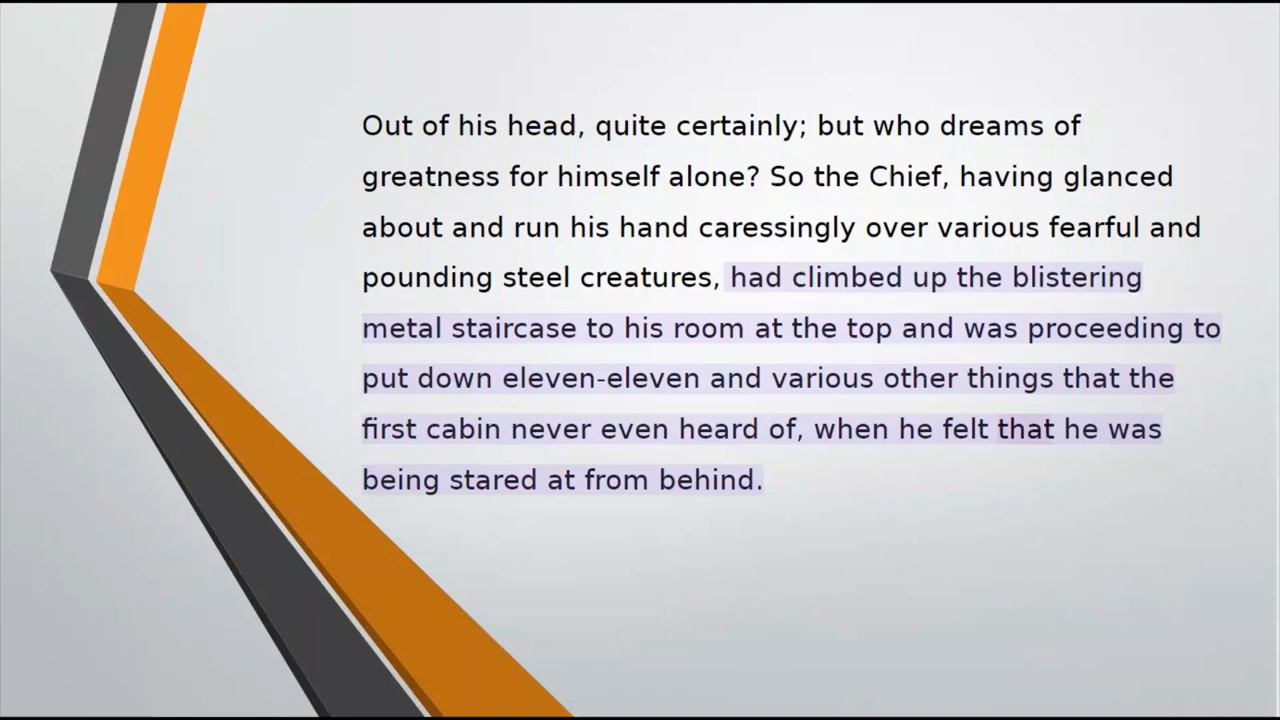 Out of his head, quite certainly; but who dreams of
greatness for himself alone? So the Chief, having glanced
about and run his hand caressingly over various fearful and
pounding steel creatures, had climbed up the blistering
metal staircase to his room at the top and was proceeding to
put down eleven-eleven and various other things that the
first cabin never even heard of, when he felt that he was
being stared at from behind.